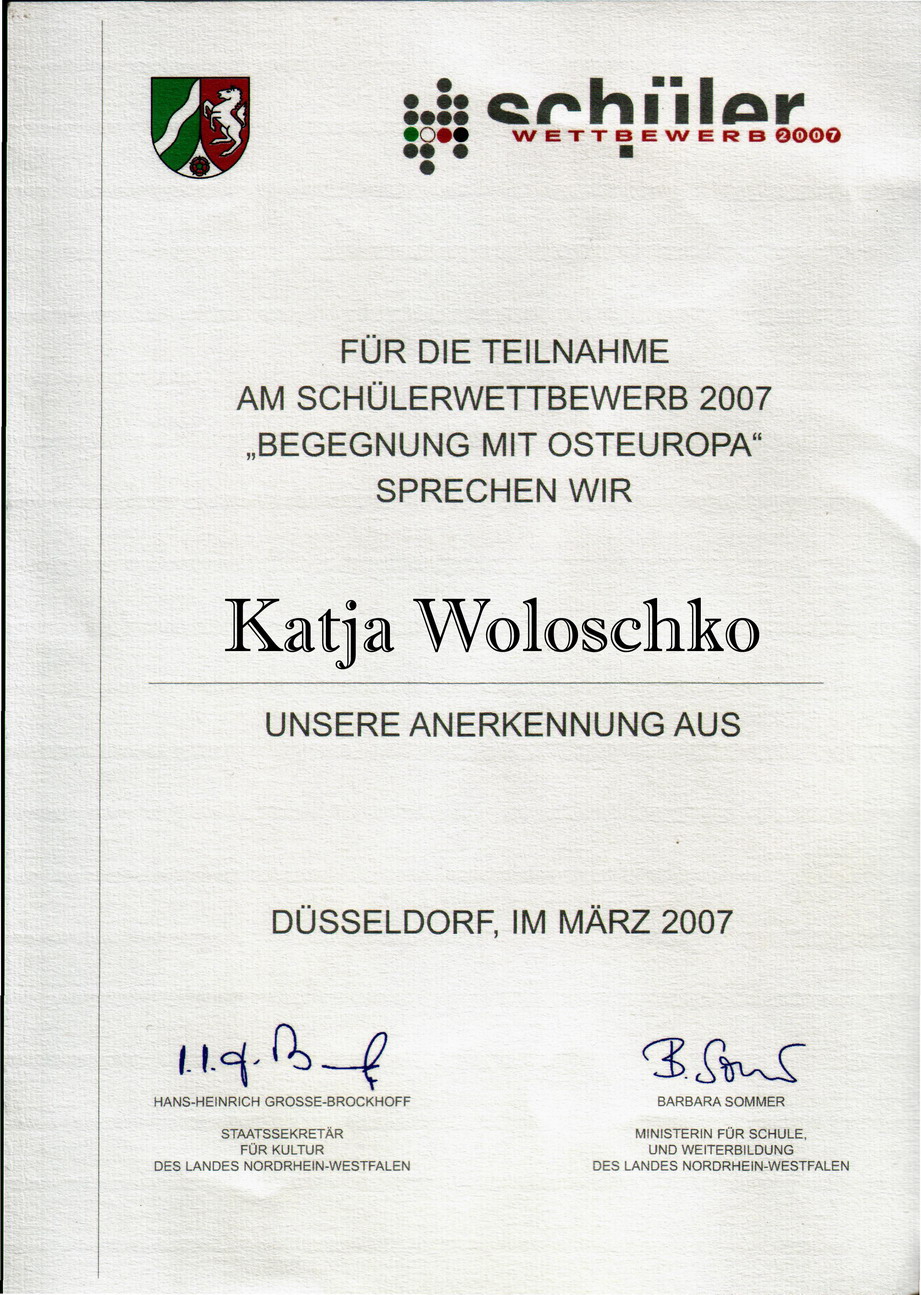 schüler
WETTBEWERB 2007
FÜR DIE TEILNAHME
AM SCHÜLERWETTBEWERB 2007
„BEGEGNUNG MIT OSTEUROPA“
SPRECHEN WIR
Katja Woloschko
UNSERE ANERKENNUNG AUS
DÜSSELDORF, IM MÄRZ 2007
HANS-HEINRICH GROSSE-BROCKHOFF
STAATSSEKRETÄR
FÜR KULTUR
DES LANDES NORDRHEIN-WESTFALEN
B. Sommer
BARBARA SOMMER
MINISTERIN FÜR SCHULE,
UND WEITERBILDUNG
DES LANDES NORDRHEIN-WESTFALEN